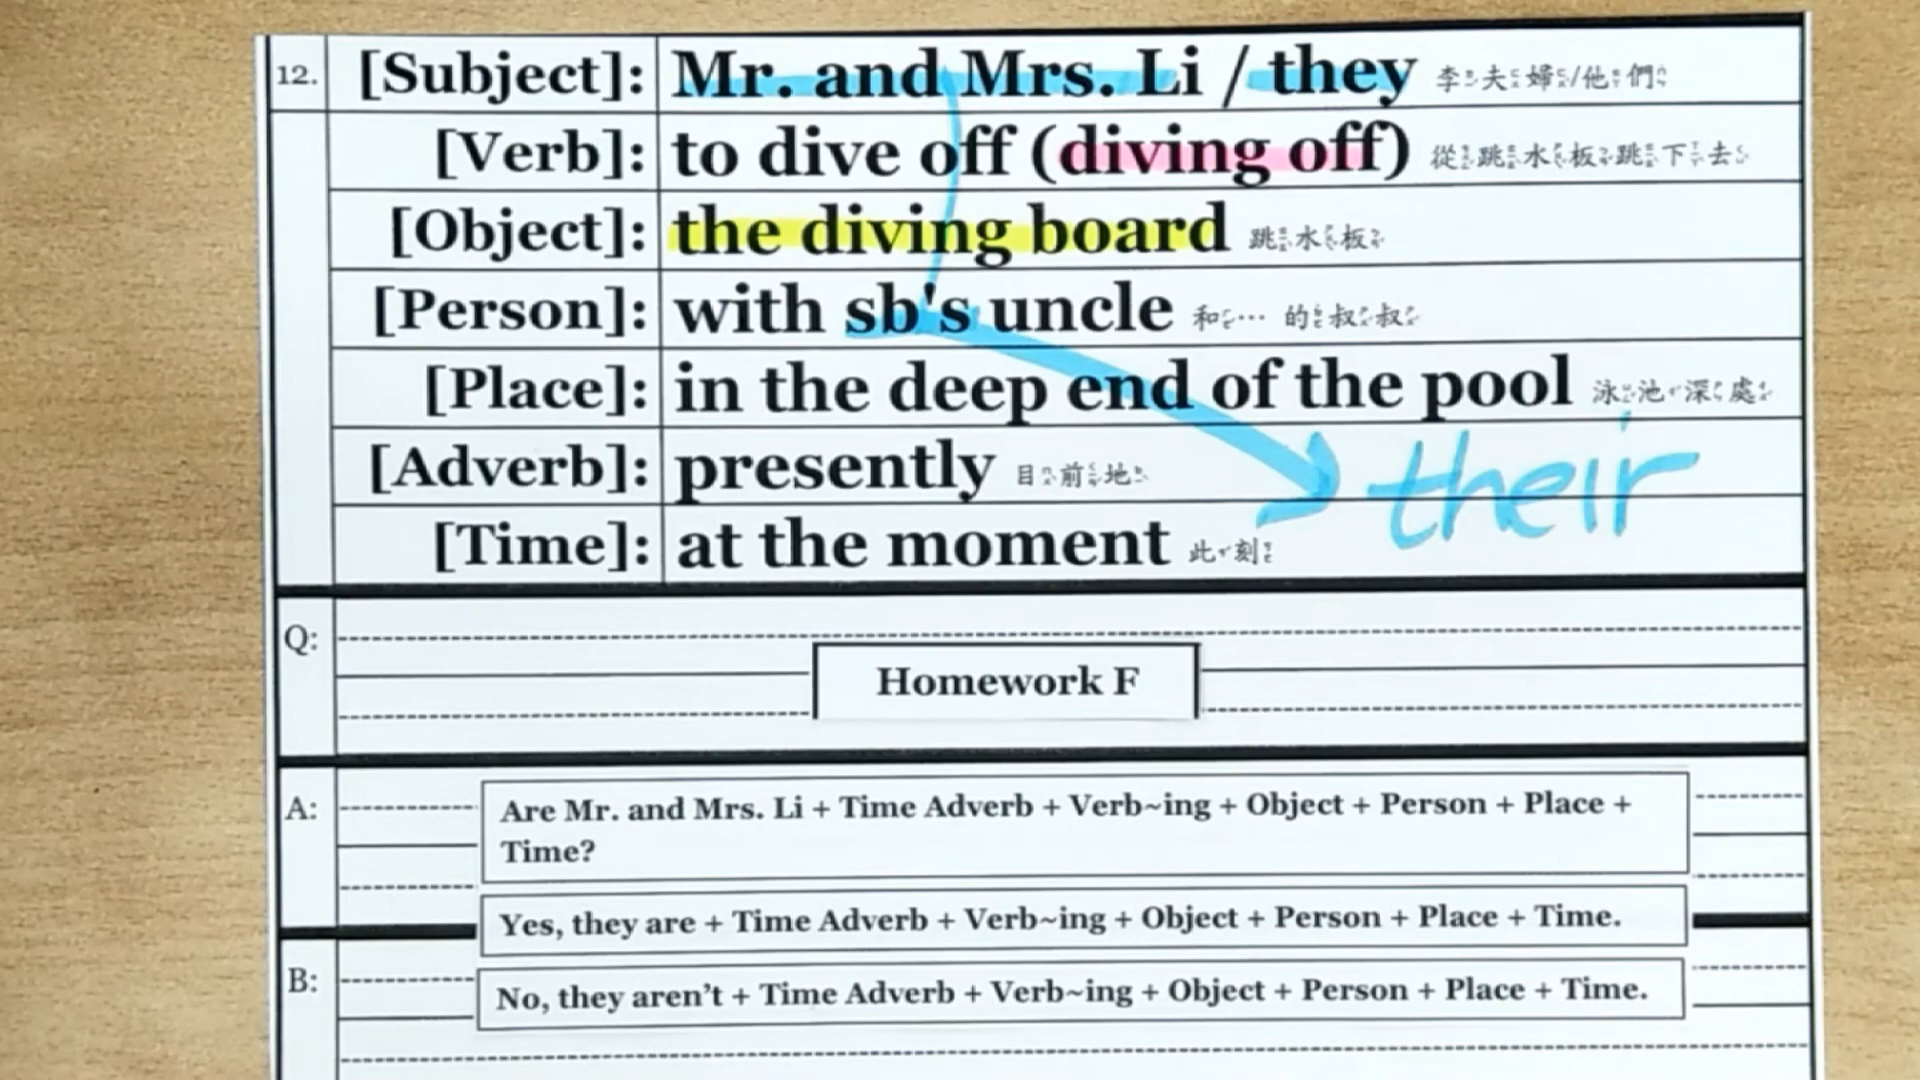 12. [Subject]: Mr. and Mrs. Li / they 李夫婦/他們
[Verb]: to dive off (diving off) 從跳水板跳下去
[Object]: the diving board 跳水板
[Person]: with sb's uncle 和… 的叔叔
[Place]: in the deep end of the pool 泳池深處
[Adverb]: presently 目前地
their
[Time]: at the moment 此刻
Q:
Homework F
A:
Are Mr. and Mrs. Li + Time Adverb + Verb~ing + Object + Person + Place +
Time?
Yes, they are + Time Adverb + Verb~ing + Object + Person + Place + Time.
B:
No, they aren't + Time Adverb + Verb~ing + Object + Person + Place + Time.